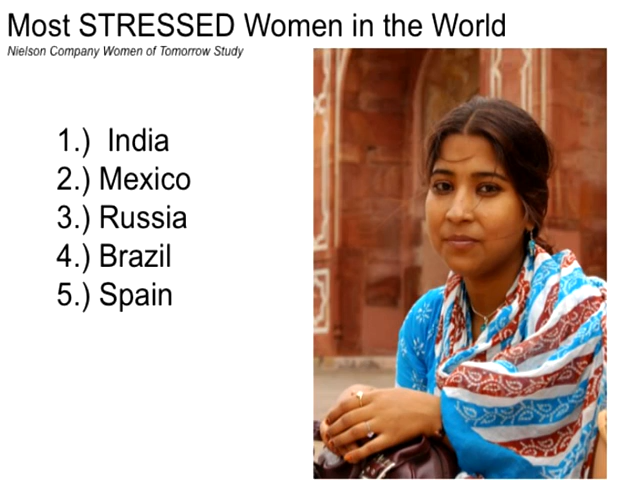 Most STRESSED Women in the World
Nielson Company Women of Tomorrow Study
1.) India
2.) Mexico
3.) Russia
4.) Brazil
5.) Spain